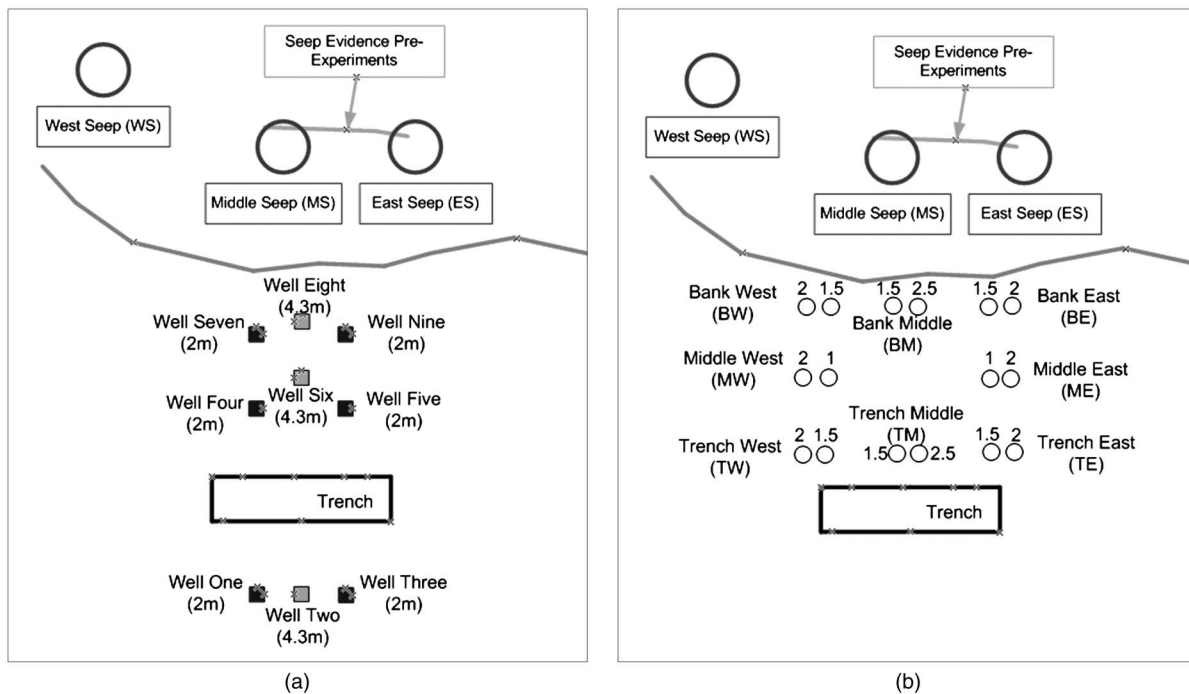 Seep Evidence Pre-
Experiments
West Seep (WS)
Middle Seep (MS)
East Seep (ES)
Well Eight
(4.3m)
Well Seven
(2m)
Well Nine
(2m)
Well Four
(2m)
Well Six
(4.3m)
Well Five
(2m)
Trench
Well One
(2m)
Well Two
(4.3m)
Well Three
(2m)
(a)
Seep Evidence Pre-
Experiments
West Seep (WS)
Middle Seep (MS)
East Seep (ES)
Bank West
(BW)
2 1.5
1.5 2.5
Bank Middle
(BM)
1.5 2
Bank East
(BE)
Middle West
(MW)
2 1
1 2
Middle East
(ME)
Trench West
(TW)
2 1.5
Trench Middle
(TM)
1.5 2.5
1.5 2
Trench East
(TE)
Trench
(b)